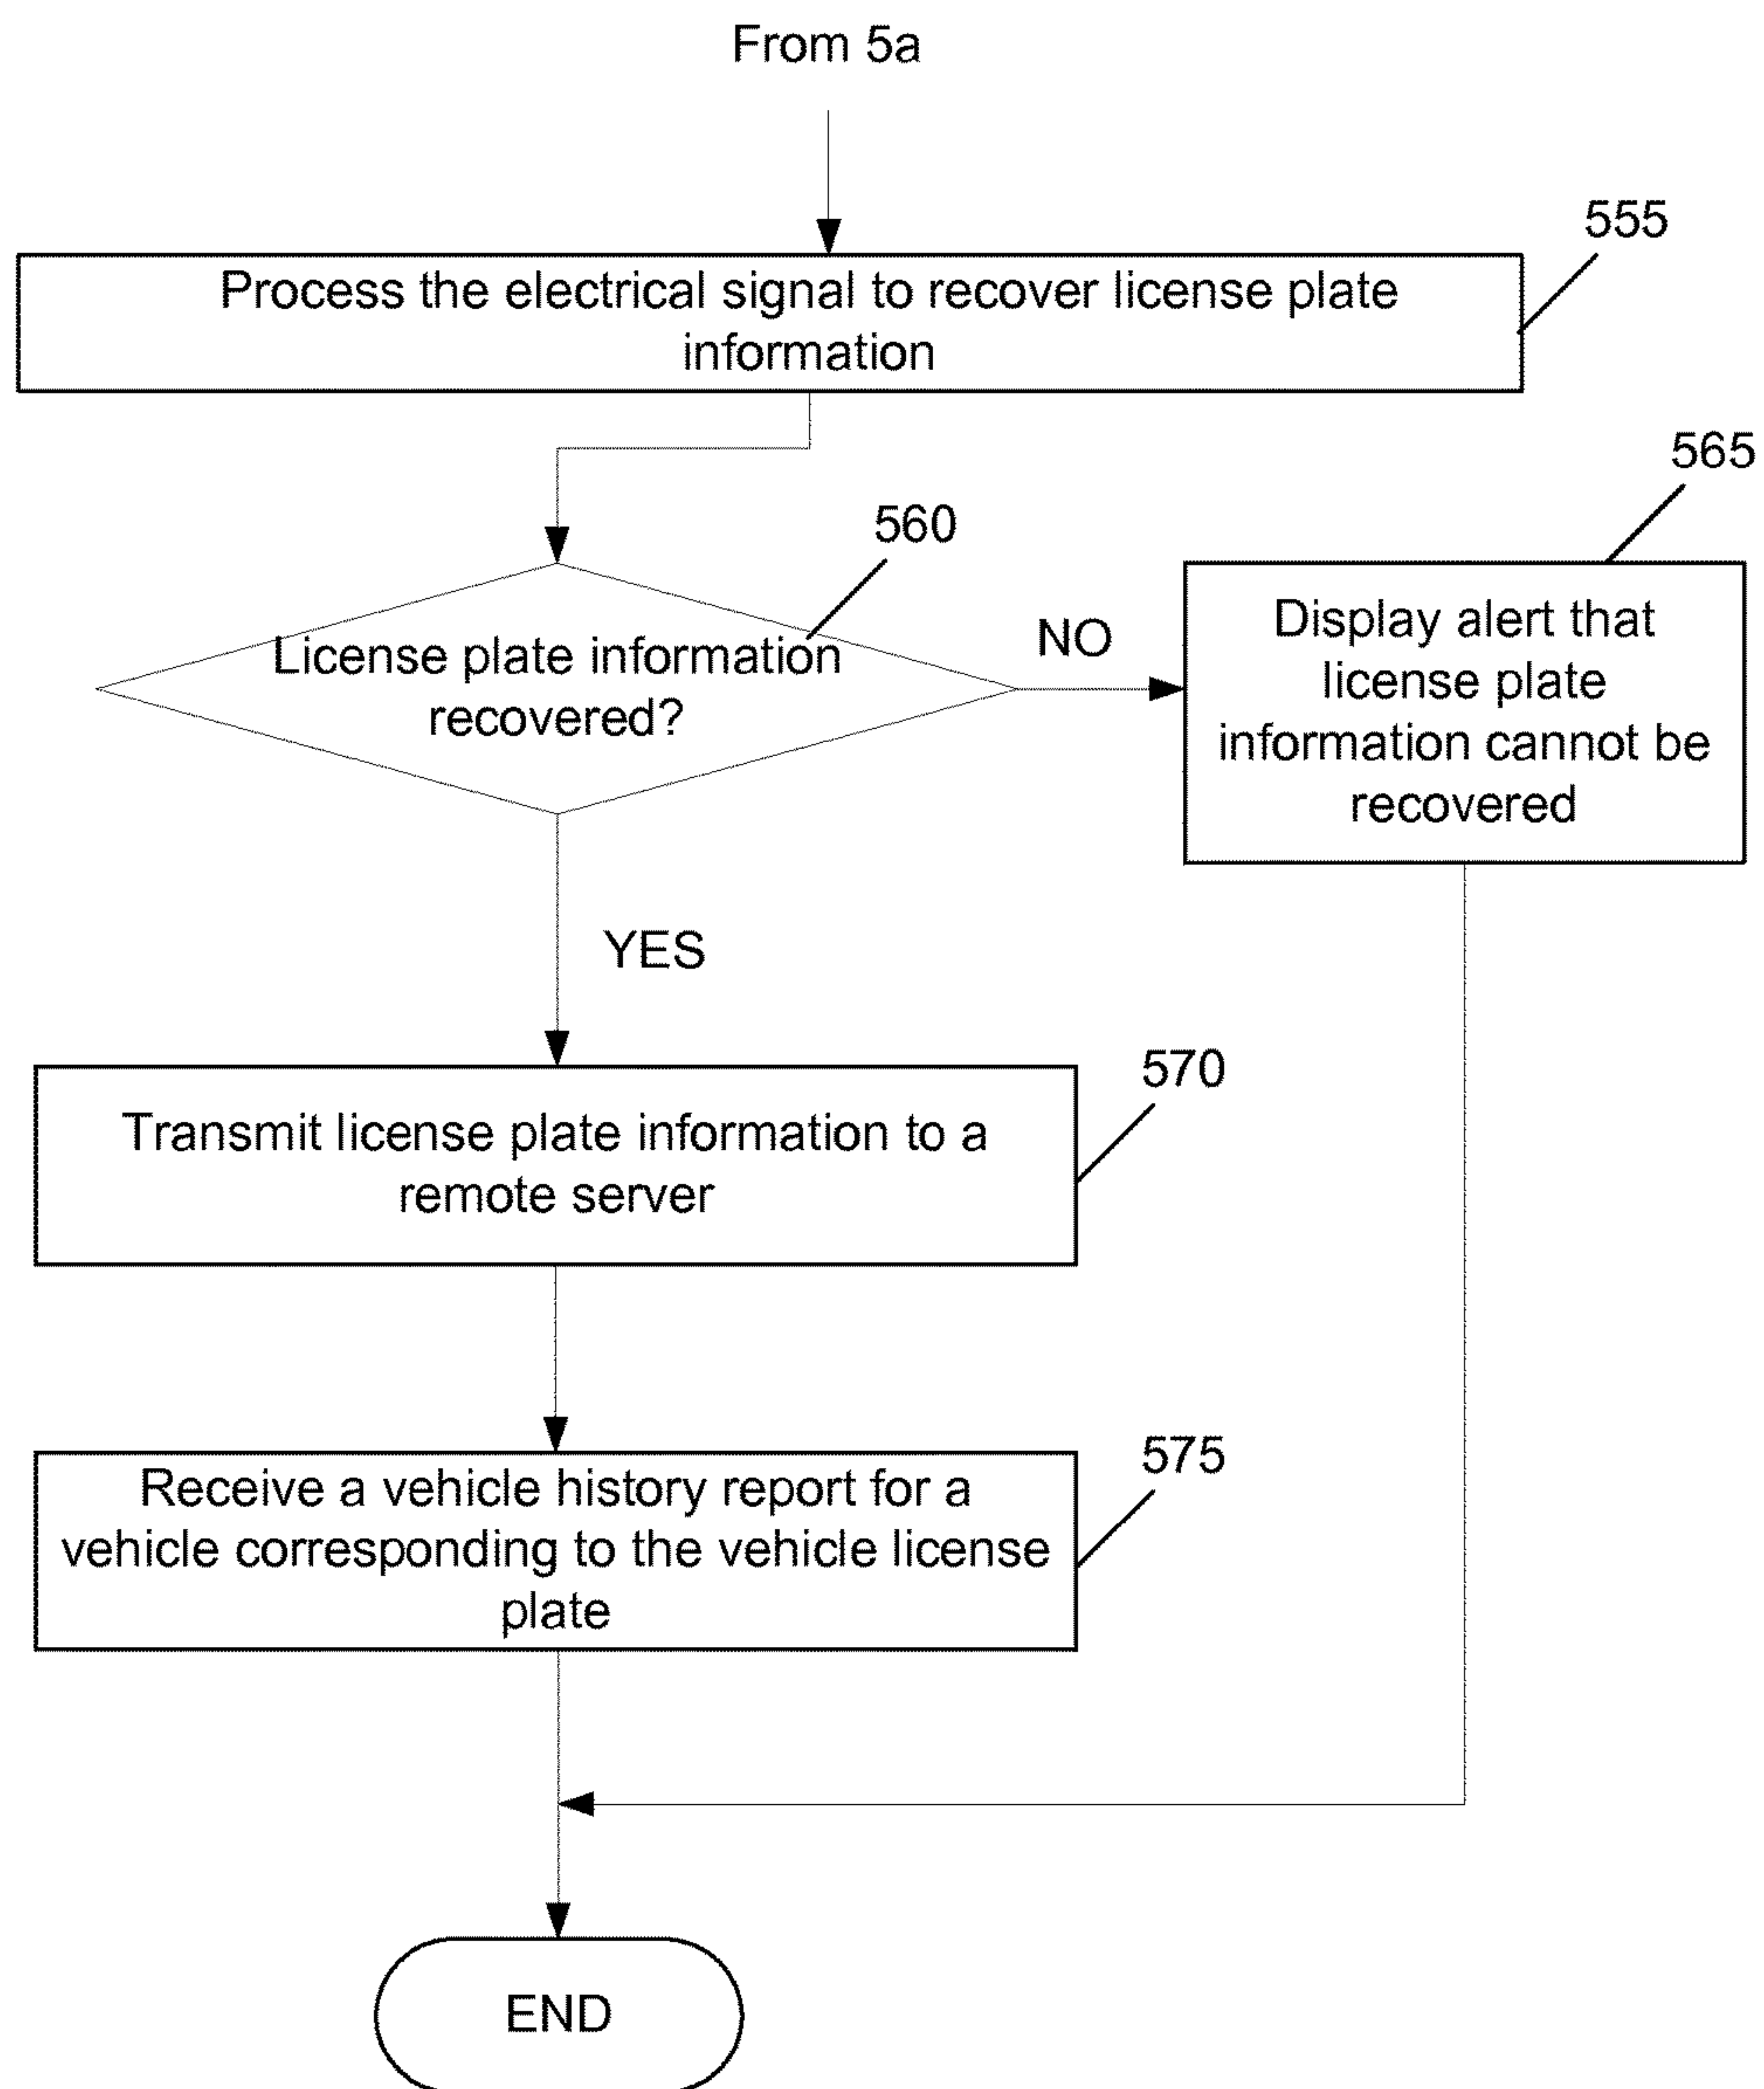 From 5a
555
Process the electrical signal to recover license plate
information
565
560
License plate information
recovered?
NO
Display alert that
license plate
information cannot be
recovered
YES
570
Transmit license plate information to a
remote server
575
Receive a vehicle history report for a
vehicle corresponding to the vehicle license
plate
END